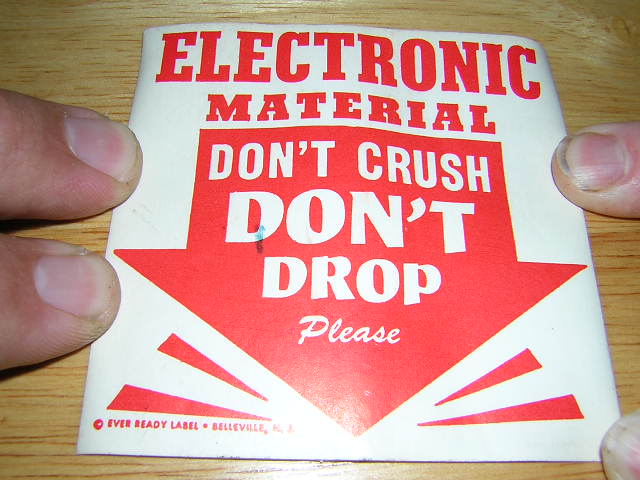 ELECTRONIC
MATERIAL
DON'T CRUSH
DON'T
DROP
Please
© EVER READY LABEL • BELLEVILLE, N. J.